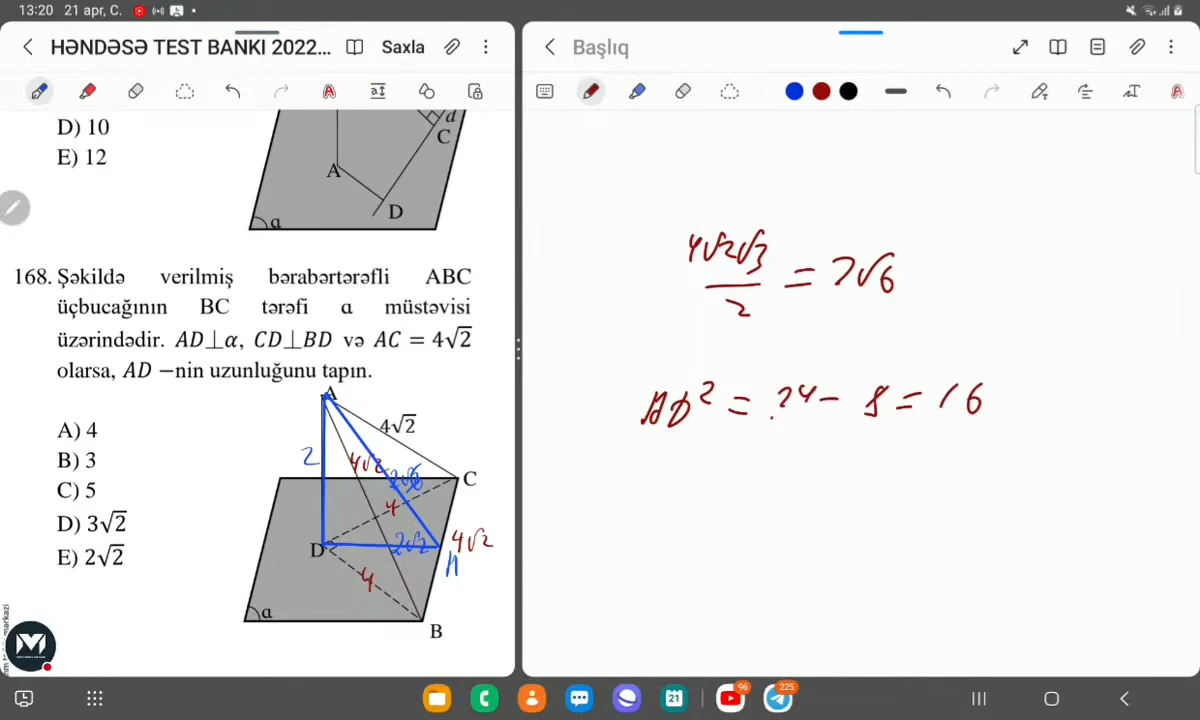 13:20 21 apr, C.
HƏNDƏSƏ TEST BANKI 2022...
Saxla
Başlıq
D) 10
E) 12
A
C
d
D
α
168. Şəkildə verilmiş bərabərtərəfli ABC
üçbucağının BC tərəfi α müstəvisi
üzərindədir. AD⊥α, CD⊥BD və AC = 4√2
olarsa, AD −nin uzunluğunu tapın.
A) 4
B) 3
C) 5
D) 3√2
E) 2√2
A
4√2
2
4√2
C
4
D
2√2
4√2
4
α
B
4√2√3
2
= 2√6
AD² = 24 − 8 = 16
21
96
225